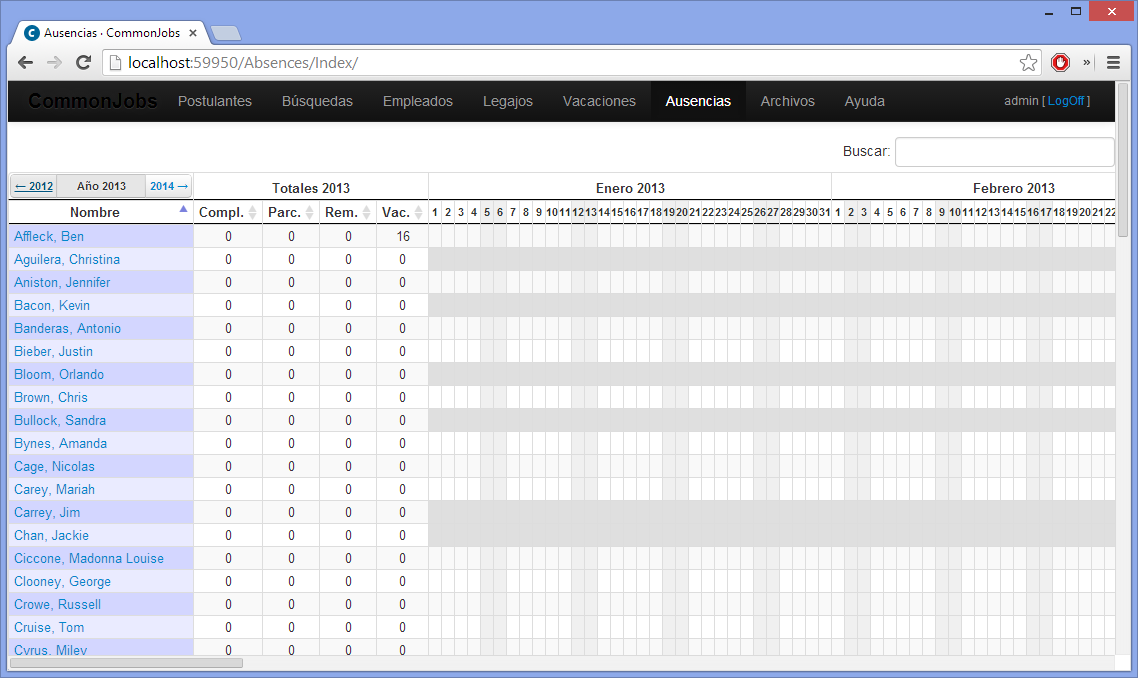 Ausencias · CommonJobs
localhost:59950/Absences/Index/
CommonJobs Postulantes Búsquedas Empleados Legajos Vacaciones Ausencias Archivos Ayuda admin [ LogOff ]
Buscar:
← 2012 Año 2013 2014 → Totales 2013 Enero 2013 Febrero 2013
Nombre Compl. Parc. Rem. Vac. 1 2 3 4 5 6 7 8 9 10 11 12 13 14 15 16 17 18 19 20 21 22 23 24 25 26 27 28 29 30 31 1 2 3 4 5 6 7 8 9 10 11 12 13 14 15 16 17 18 19 20 21 22
Affleck, Ben 0 0 0 16
Aguilera, Christina 0 0 0 0
Aniston, Jennifer 0 0 0 0
Bacon, Kevin 0 0 0 0
Banderas, Antonio 0 0 0 0
Bieber, Justin 0 0 0 0
Bloom, Orlando 0 0 0 0
Brown, Chris 0 0 0 0
Bullock, Sandra 0 0 0 0
Bynes, Amanda 0 0 0 0
Cage, Nicolas 0 0 0 0
Carey, Mariah 0 0 0 0
Carrey, Jim 0 0 0 0
Chan, Jackie 0 0 0 0
Ciccone, Madonna Louise 0 0 0 0
Clooney, George 0 0 0 0
Crowe, Russell 0 0 0 0
Cruise, Tom 0 0 0 0
Cyrus, Miley 0 0 0 0